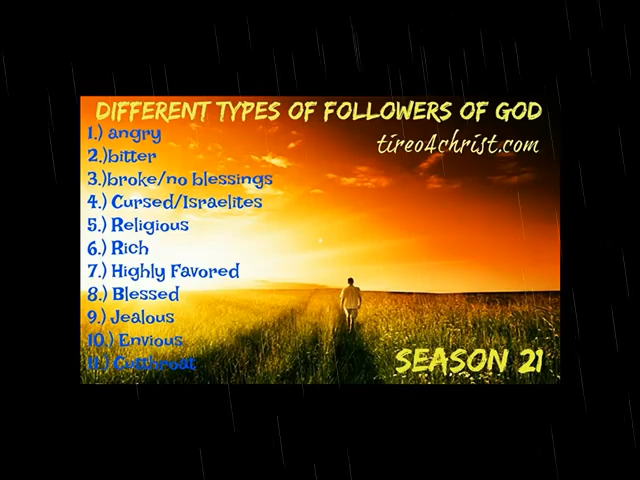 DIFFERENT TYPES OF FOLLOWERS OF GOD
tireo4christ.com
1.) angry
2.)bitter
3.)broke/no blessings
4.) Cursed/Israelites
5.) Religious
6.) Rich
7.) Highly Favored
8.) Blessed
9.) Jealous
10.) Envious
11.) Cutthroat
SEASON 21